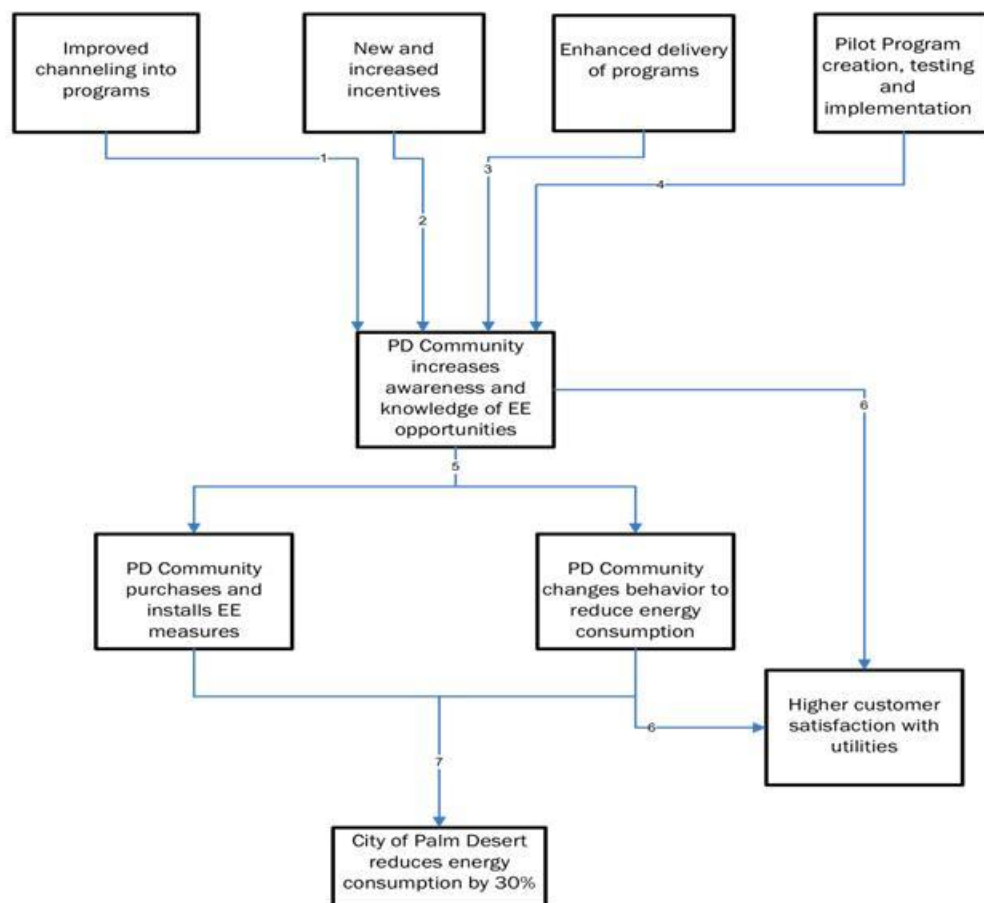 Improved
channeling into
programs
New and
increased
incentives
Enhanced delivery
of programs
Pilot Program
creation, testing
and
implementation
1
2
3
4
PD Community
increases
awareness and
knowledge of EE
opportunities
6
5
PD Community
purchases and
installs EE
measures
PD Community
changes behavior to
reduce energy
consumption
Higher customer
satisfaction with
utilities
6
7
City of Palm Desert
reduces energy
consumption by 30%